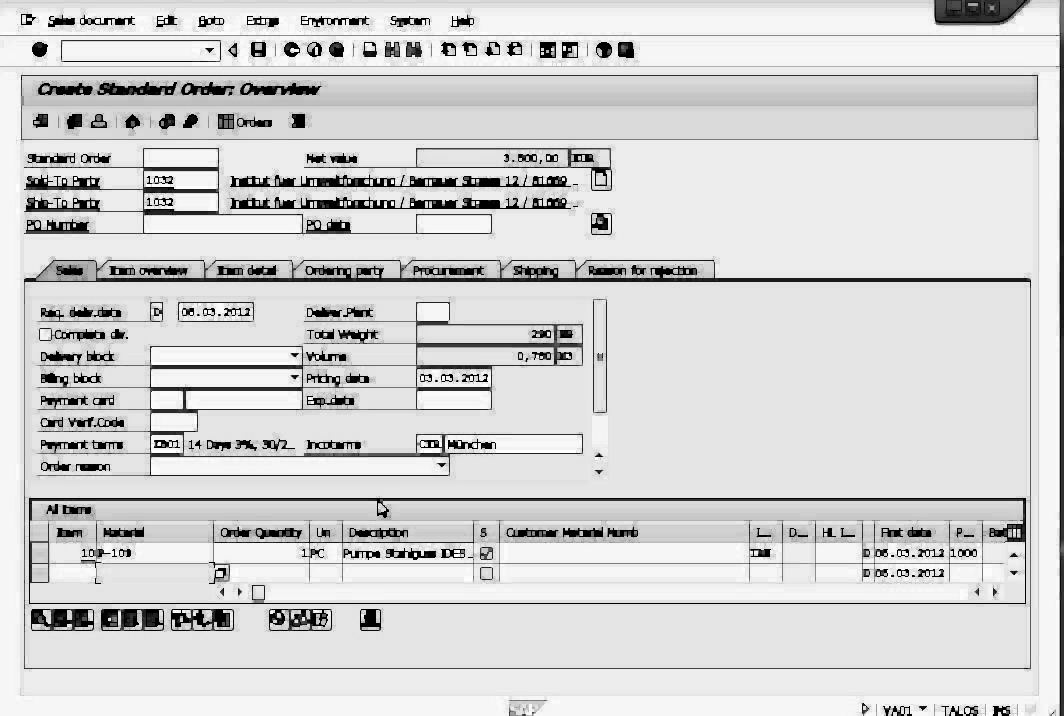 Sales document Edit Goto Extras Environment System Help
Create Standard Order: Overview
Orders
Standard Order Net value 3.800,00
Sold-To Party 1032 Institut fuer Umweltforschung / Bernauer Strasse 12 / 81669
Ship-To Party 1032 Institut fuer Umweltforschung / Bernauer Strasse 12 / 81669
PO Number PO date
Sales Item overview Item detail Ordering party Procurement Shipping Reason for rejection
Req. deliv.date D 06.03.2012 Deliver.Plant
Complete dlv. Total Weight 290
Delivery block Volume 0,780 M3
Billing block Pricing date 03.03.2012
Payment card Exp.date
Card Verif.Code
Payment terms ZB01 14 Days 3%, 30/2... Incoterms München
Order reason
All items
Item Material Order Quantity Un Description S Customer Material Numb I... D... HL I... First date P... Bat
10 P-109 1 PC Pumpe Stahlguss IDES... D 06.03.2012 1000
D 06.03.2012
SAP
VA01 TALOS INS